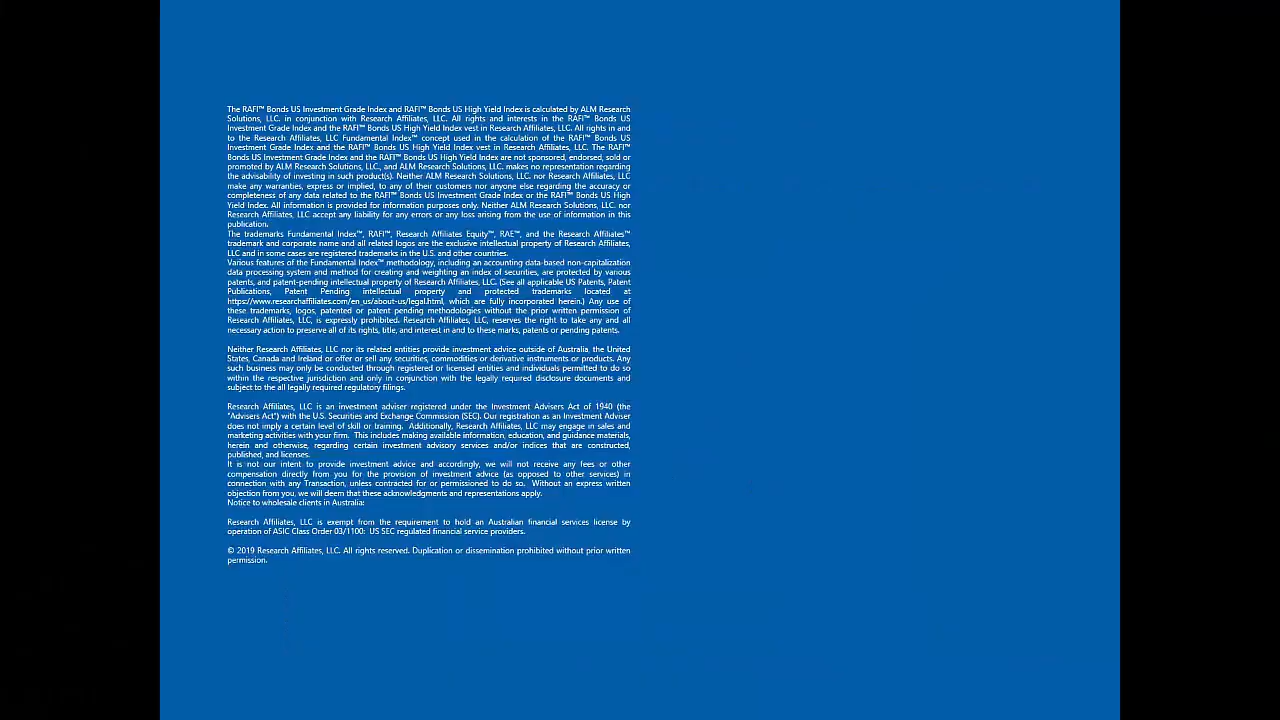 The RAFI™ Bonds US Investment Grade Index and RAFI™ Bonds US High Yield Index is calculated by ALM Research
Solutions, LLC. in conjunction with Research Affiliates, LLC. All rights and interests in the RAFI™ Bonds US
Investment Grade Index and the RAFI™ Bonds US High Yield Index vest in Research Affiliates, LLC. All rights in and
to the Research Affiliates, LLC Fundamental Index™ concept used in the calculation of the RAFI™ Bonds US
Investment Grade Index and the RAFI™ Bonds US High Yield Index vest in Research Affiliates, LLC. The RAFI™
Bonds US Investment Grade Index and the RAFI™ Bonds US High Yield Index are not sponsored, endorsed, sold or
promoted by ALM Research Solutions, LLC., and ALM Research Solutions, LLC. makes no representation regarding
the advisability of investing in such product(s). Neither ALM Research Solutions, LLC. nor Research Affiliates, LLC
make any warranties, express or implied, to any of their customers nor anyone else regarding the accuracy or
completeness of any data related to the RAFI™ Bonds US Investment Grade Index or the RAFI™ Bonds US High
Yield Index. All information is provided for information purposes only. Neither ALM Research Solutions, LLC. nor
Research Affiliates, LLC accept any liability for any errors or any loss arising from the use of information in this
publication.
The trademarks Fundamental Index™, RAFI™, Research Affiliates Equity™, RAE™, and the Research Affiliates™
trademark and corporate name and all related logos are the exclusive intellectual property of Research Affiliates,
LLC and in some cases are registered trademarks in the U.S. and other countries.
Various features of the Fundamental Index™ methodology, including an accounting data-based non-capitalization
data processing system and method for creating and weighting an index of securities, are protected by various
patents, and patent-pending intellectual property of Research Affiliates, LLC. (See all applicable US Patents, Patent
Publications, Patent Pending intellectual property and protected trademarks located at
https://www.researchaffiliates.com/en_us/about-us/legal.html, which are fully incorporated herein.) Any use of
these trademarks, logos, patented or patent pending methodologies without the prior written permission of
Research Affiliates, LLC, is expressly prohibited. Research Affiliates, LLC, reserves the right to take any and all
necessary action to preserve all of its rights, title, and interest in and to these marks, patents or pending patents.
Neither Research Affiliates, LLC nor its related entities provide investment advice outside of Australia, the United
States, Canada and Ireland or offer or sell any securities, commodities or derivative instruments or products. Any
such business may only be conducted through registered or licensed entities and individuals permitted to do so
within the respective jurisdiction and only in conjunction with the legally required disclosure documents and
subject to the all legally required regulatory filings.
Research Affiliates, LLC is an investment adviser registered under the Investment Advisers Act of 1940 (the
"Advisers Act") with the U.S. Securities and Exchange Commission (SEC). Our registration as an Investment Adviser
does not imply a certain level of skill or training. Additionally, Research Affiliates, LLC may engage in sales and
marketing activities with your firm. This includes making available information, education, and guidance materials,
herein and otherwise, regarding certain investment advisory services and/or indices that are constructed,
published, and licenses.
It is not our intent to provide investment advice and accordingly, we will not receive any fees or other
compensation directly from you for the provision of investment advice (as opposed to other services) in
connection with any Transaction, unless contracted for or permissioned to do so. Without an express written
objection from you, we will deem that these acknowledgments and representations apply.
Notice to wholesale clients in Australia:
Research Affiliates, LLC is exempt from the requirement to hold an Australian financial services license by
operation of ASIC Class Order 03/1100: US SEC regulated financial service providers.
© 2019 Research Affiliates, LLC. All rights reserved. Duplication or dissemination prohibited without prior written
permission.